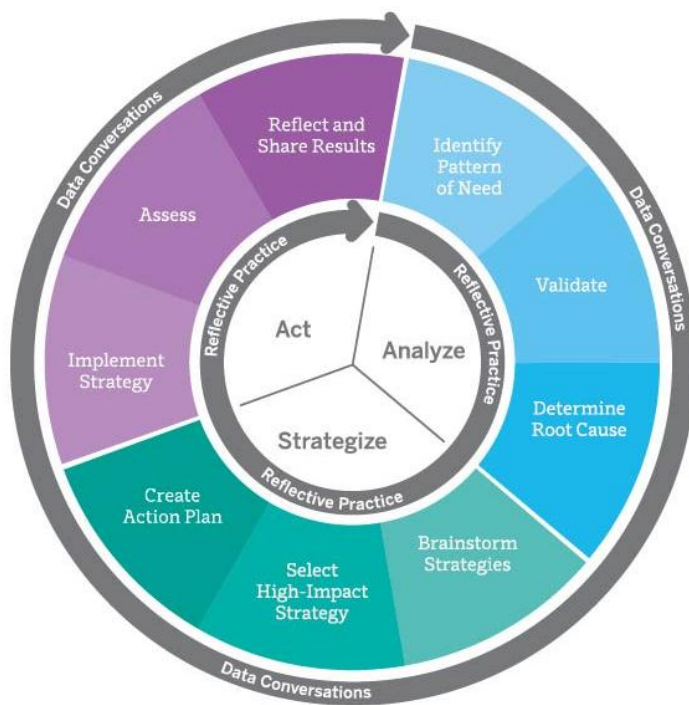 Data Conversations
Data Conversations
Data Conversations
Identify
Pattern
of Need
Validate
Determine
Root Cause
Brainstorm
Strategies
Select
High-Impact
Strategy
Create
Action Plan
Implement
Strategy
Assess
Reflect and
Share Results
Reflective Practice
Reflective Practice
Reflective Practice
Analyze
Strategize
Act